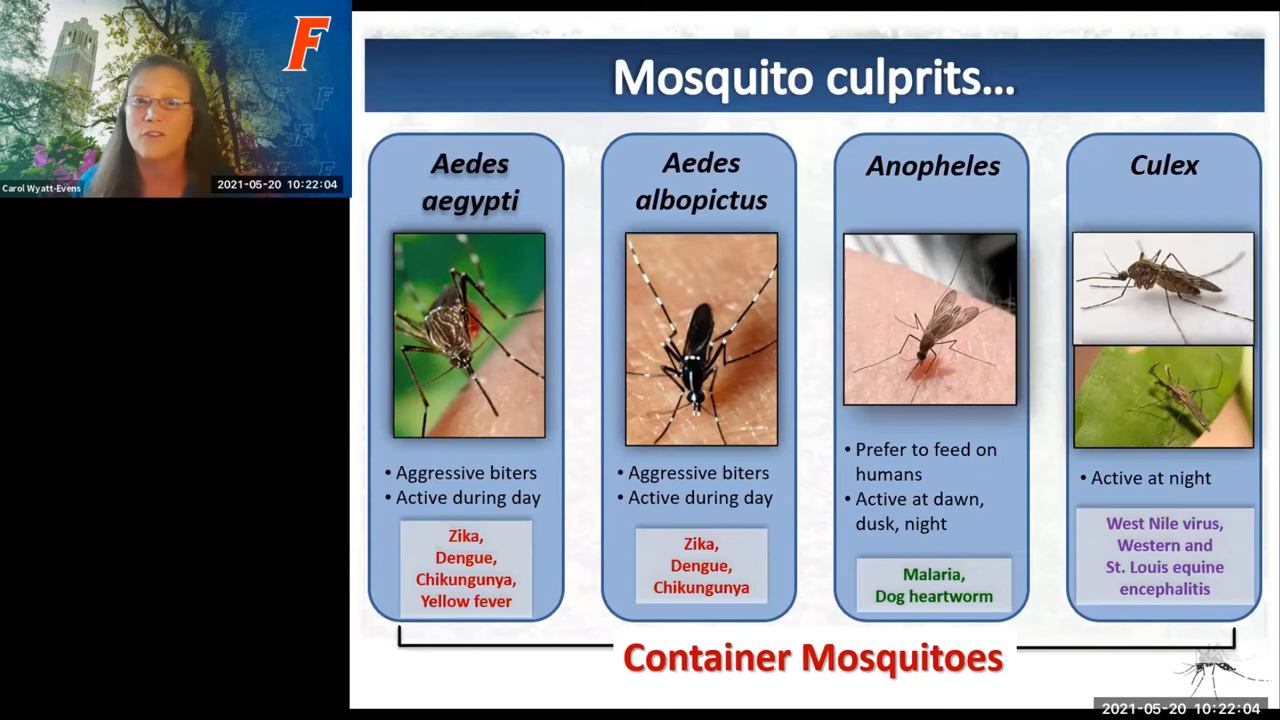 F
Carol Wyatt-Evens
2021-05-20 10:22:04
Mosquito culprits...
Aedes
aegypti
• Aggressive biters
• Active during day
Zika,
Dengue,
Chikungunya,
Yellow fever
Aedes
albopictus
• Aggressive biters
• Active during day
Zika,
Dengue,
Chikungunya
Anopheles
• Prefer to feed on
humans
• Active at dawn,
dusk, night
Malaria,
Dog heartworm
Culex
• Active at night
West Nile virus,
Western and
St. Louis equine
encephalitis
Container Mosquitoes
2021-05-20 10:22:04